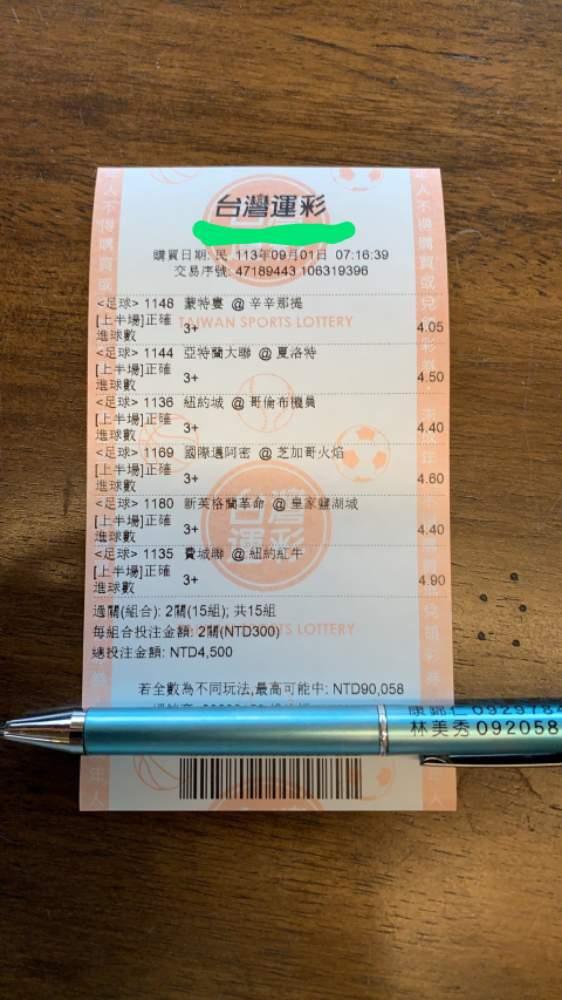 台灣運彩
購買日期: 民 113年09月01日 07:16:39
交易序號: 47189443 106319396
<足球> 1148 蒙特婁 @ 辛辛那提
[上半場]正確進球數 3+ 4.05
TAIWAN SPORTS LOTTERY
<足球> 1144 亞特蘭大聯 @ 夏洛特
[上半場]正確進球數 3+ 4.50
<足球> 1136 紐約城 @ 哥倫布機員
[上半場]正確進球數 3+ 4.40
<足球> 1169 國際邁阿密 @ 芝加哥火焰
[上半場]正確進球數 3+ 4.60
<足球> 1180 新英格蘭革命 @ 皇家鹽湖城
[上半場]正確進球數 3+ 4.40
台灣運彩
<足球> 1135 費城聯 @ 紐約紅牛
[上半場]正確進球數 3+ 4.90
過關(組合): 2關(15組); 共15組
每組合投注金額: 2關(NTD300)
SPORTS LOTTERY
總投注金額: NTD4,500
若全數為不同玩法,最高可能中: NTD90,058
林美秀 092058